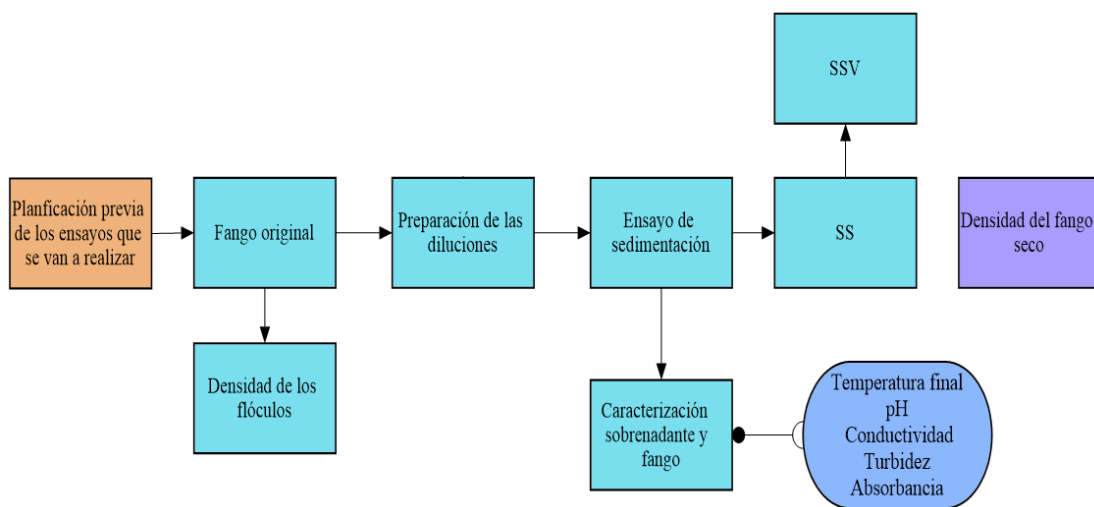 SSV
Planficación previa
de los ensayos que
se van a realizar
Fango original
Preparación de las
diluciones
Ensayo de
sedimentación
SS
Densidad del fango
seco
Densidad de los
flóculos
Caracterización
sobrenadante y
fango
Temperatura final
pH
Conductividad
Turbidez
Absorbancia